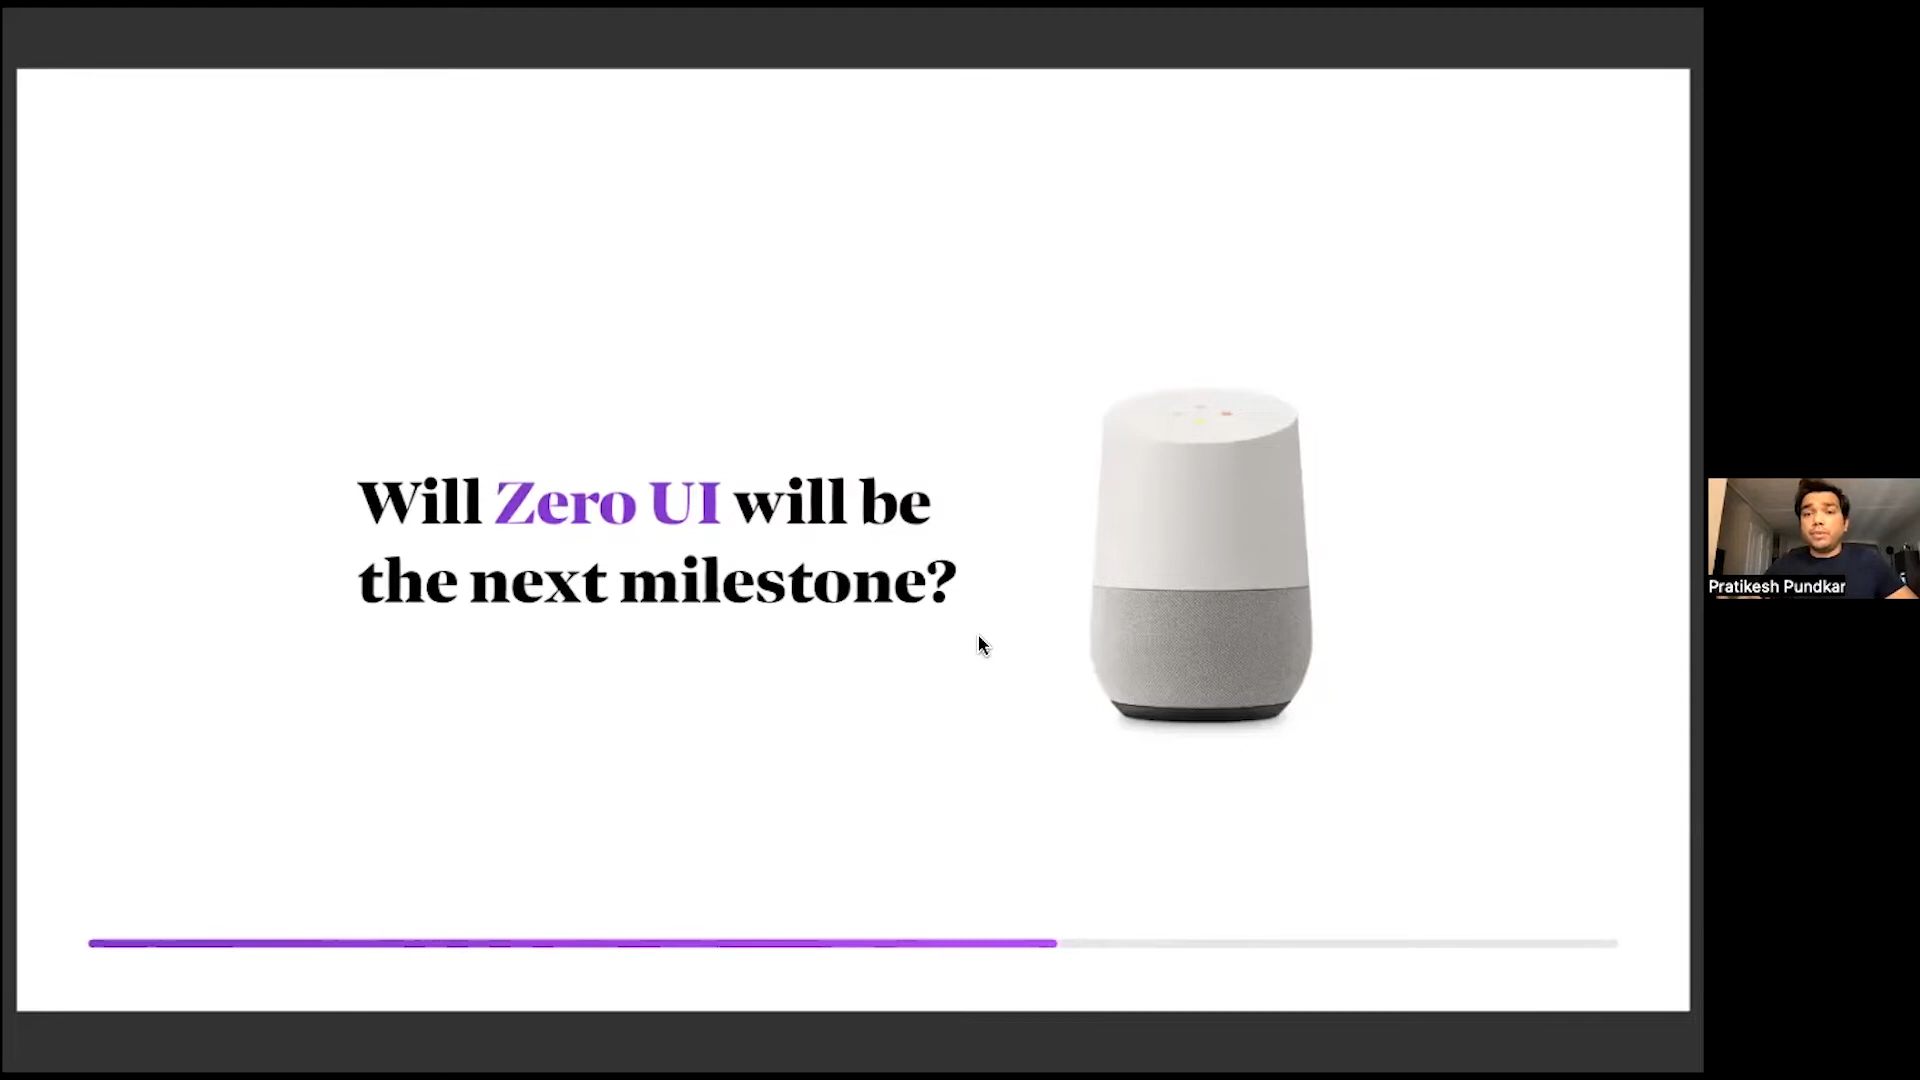 Will Zero UI will be
the next milestone?
Pratikesh Pundkar